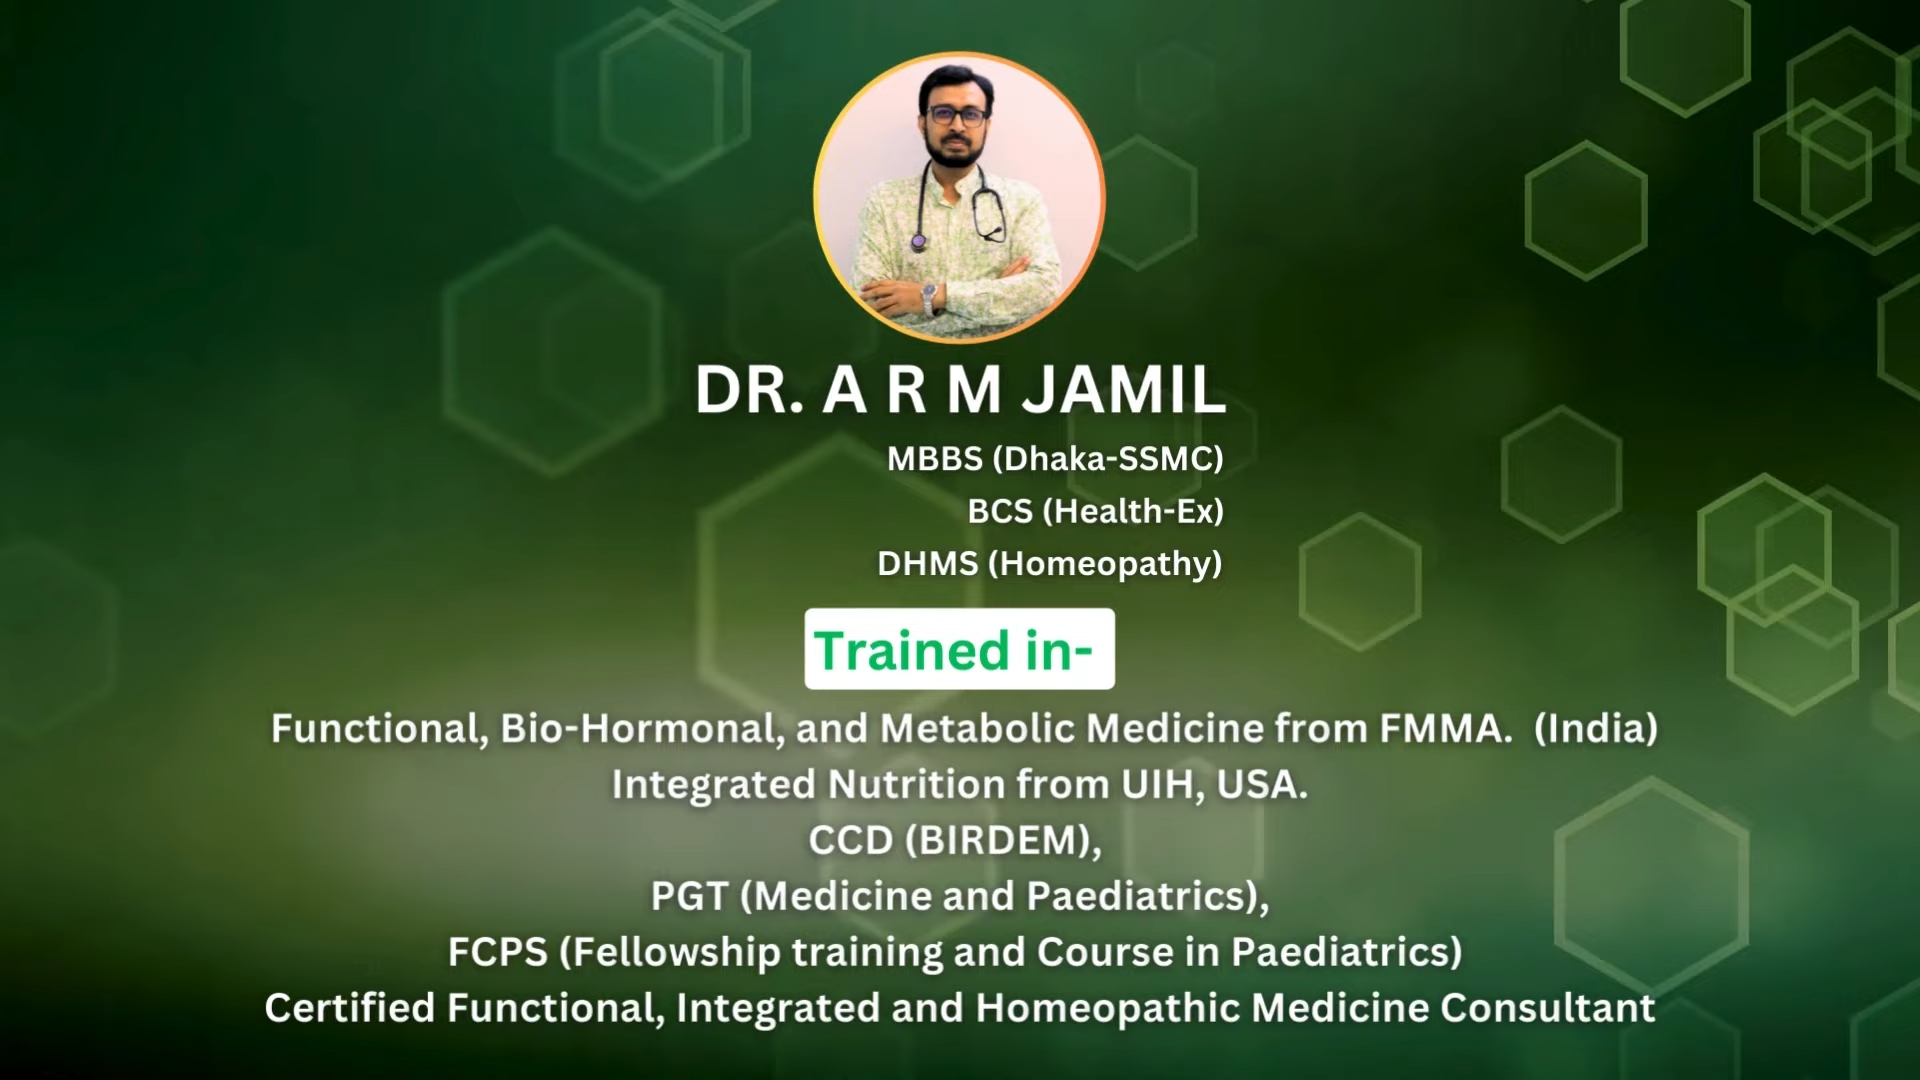 DR. A R M JAMIL
MBBS (Dhaka-SSMC)
BCS (Health-Ex)
DHMS (Homeopathy)
Trained in-
Functional, Bio-Hormonal, and Metabolic Medicine from FMMA. (India)
Integrated Nutrition from UIH, USA.
CCD (BIRDEM),
PGT (Medicine and Paediatrics),
FCPS (Fellowship training and Course in Paediatrics)
Certified Functional, Integrated and Homeopathic Medicine Consultant